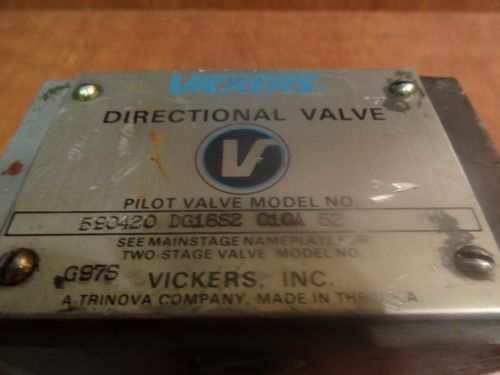 VICKERS
DIRECTIONAL VALVE
V
PILOT VALVE MODEL NO.
590420 DG16S2 010A 52
SEE MAINSTAGE NAMEPLATE FOR
TWO-STAGE VALVE MODEL NO.
G97S VICKERS, INC.
A TRINOVA COMPANY, MADE IN THE U.S.A